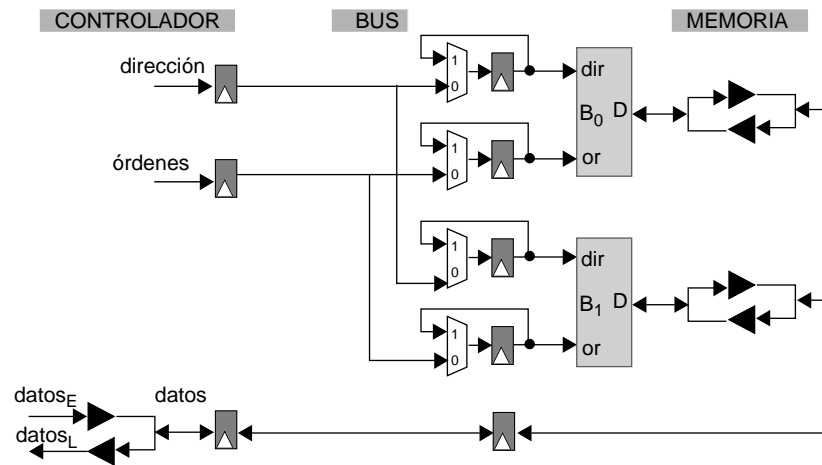 CONTROLADOR BUS MEMORIA
dirección
1
0
dir
B0 D
or
1
0
órdenes
1
0
dir
B1 D
or
1
0
datosE
datos
datosL